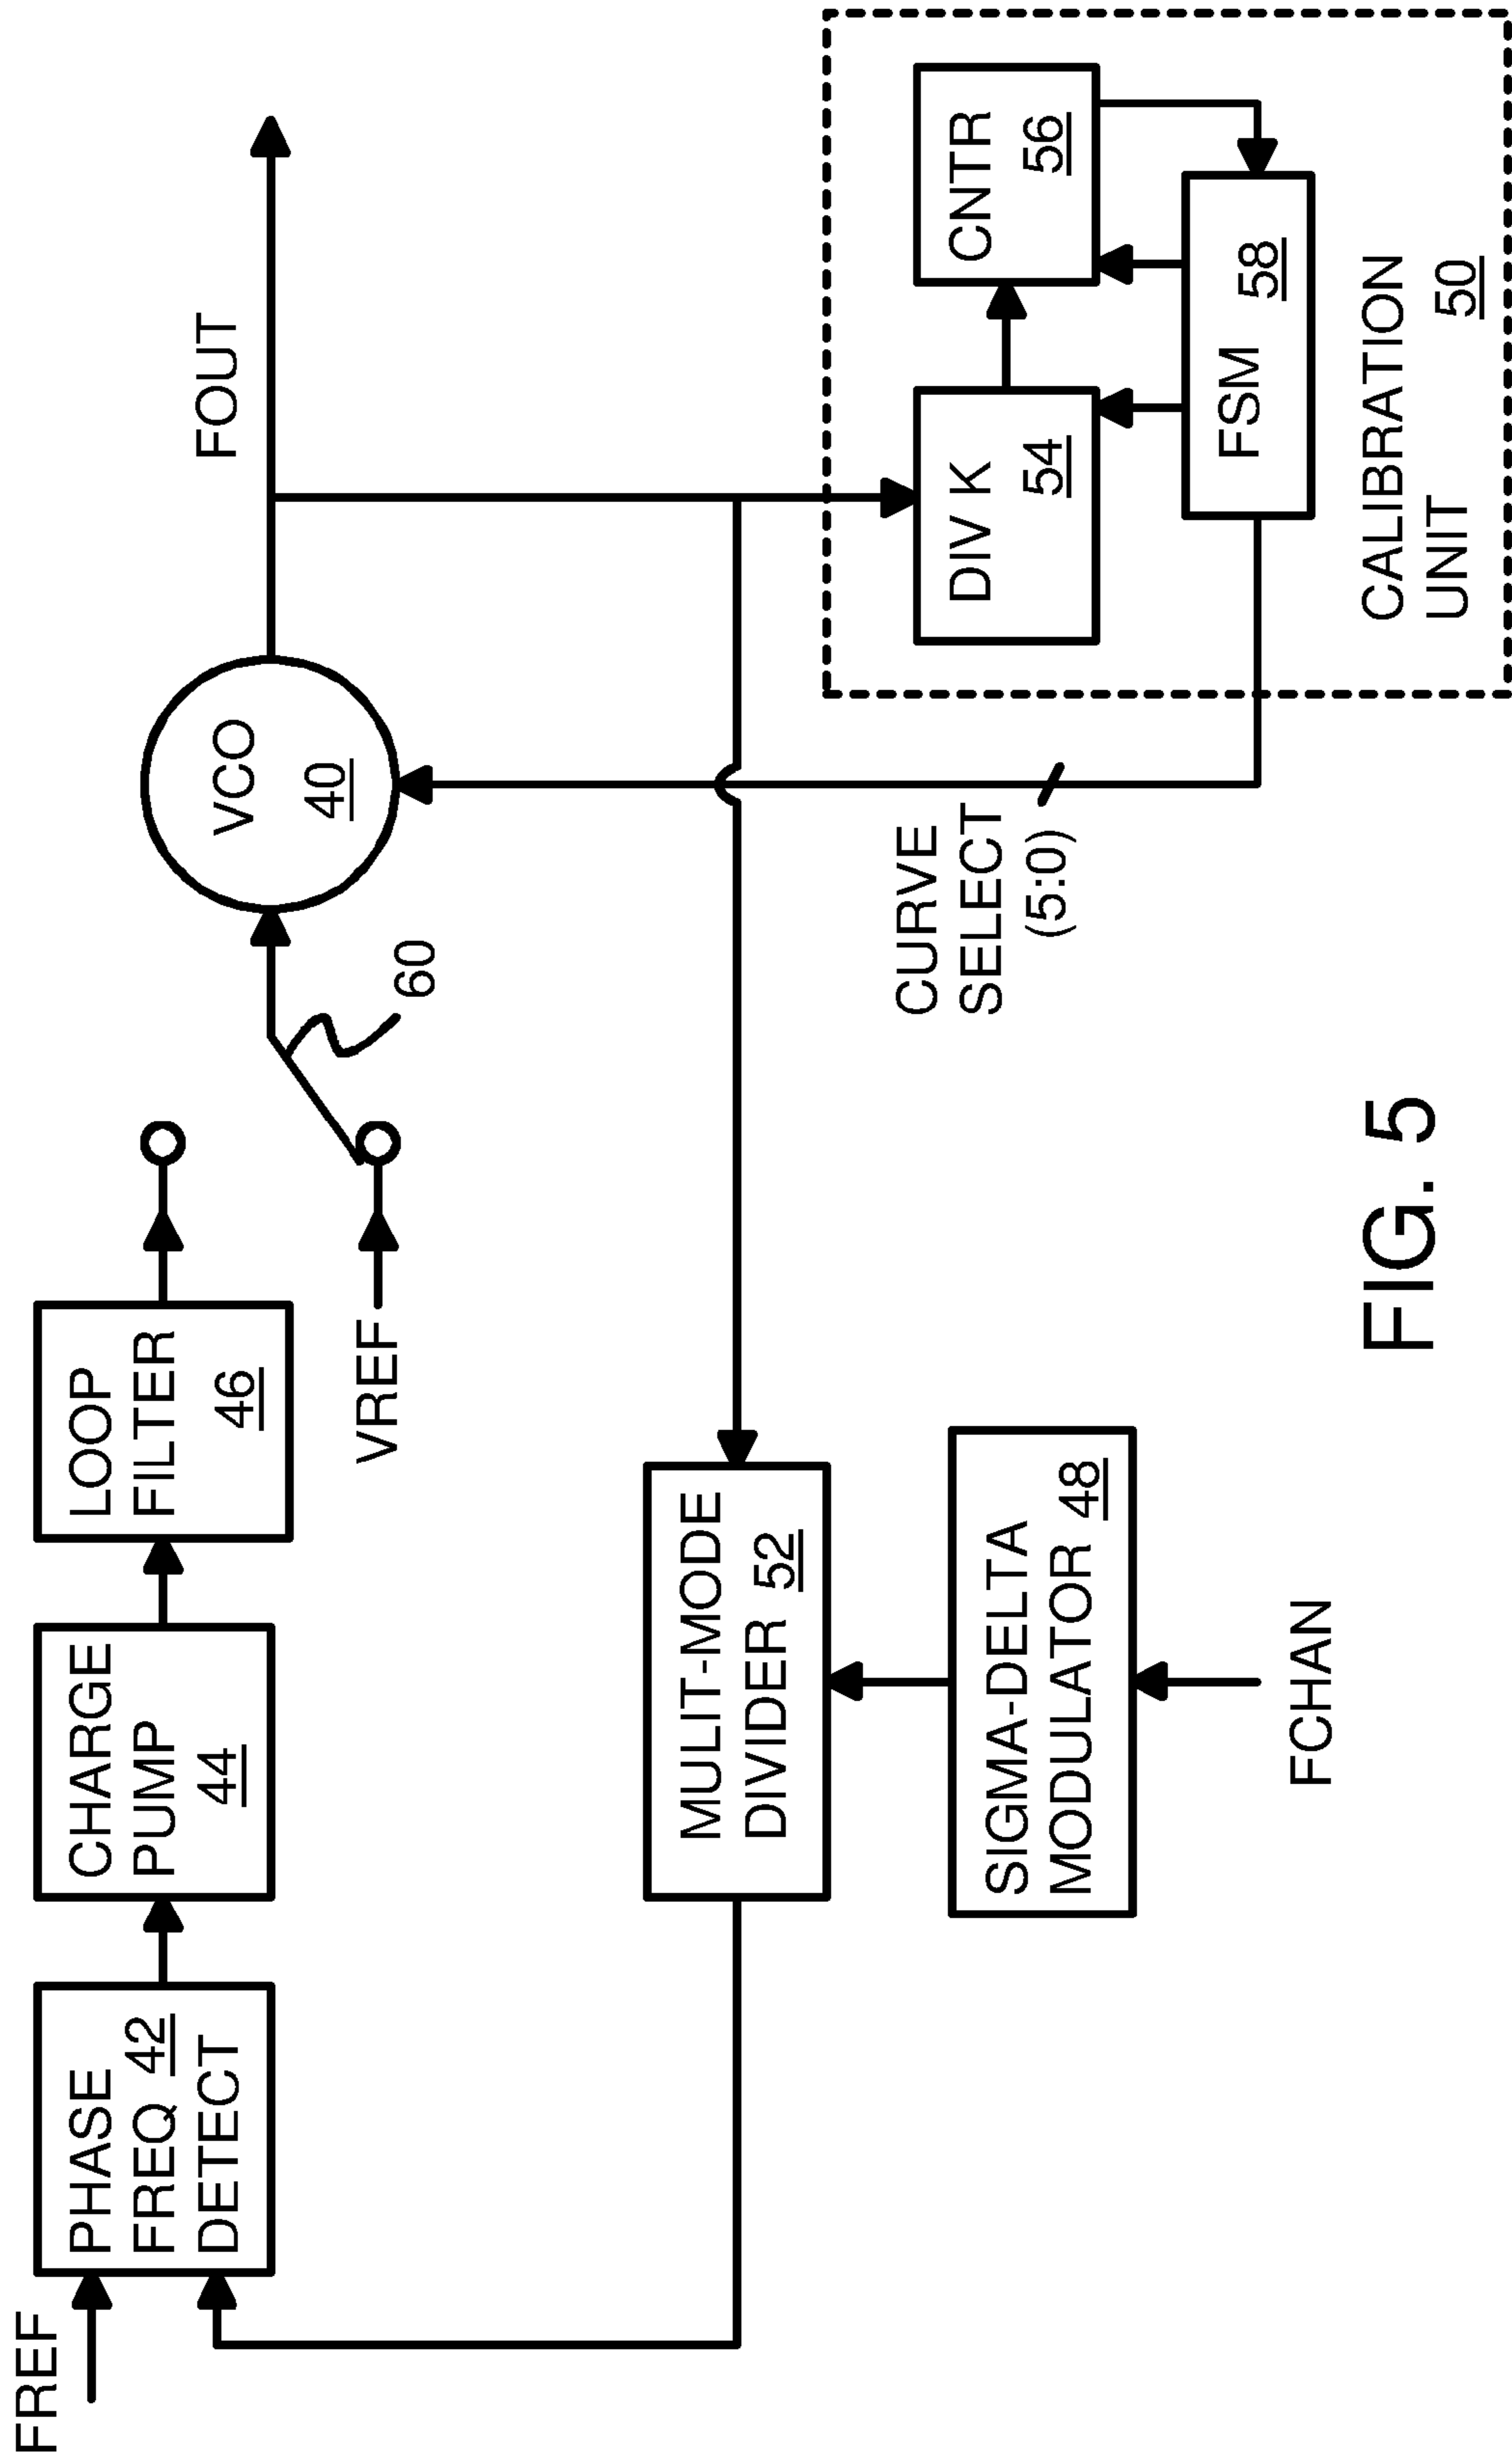 FREF
PHASE
FREQ 42
DETECT
CHARGE
PUMP
44
LOOP
FILTER
46
VREF
60
VCO
40
FOUT
MULIT-MODE
DIVIDER 52
SIGMA-DELTA
MODULATOR 48
FCHAN
CURVE
SELECT
(5:0)
DIV K
54
CNTR
56
FSM 58
CALIBRATION
UNIT 50
FIG. 5